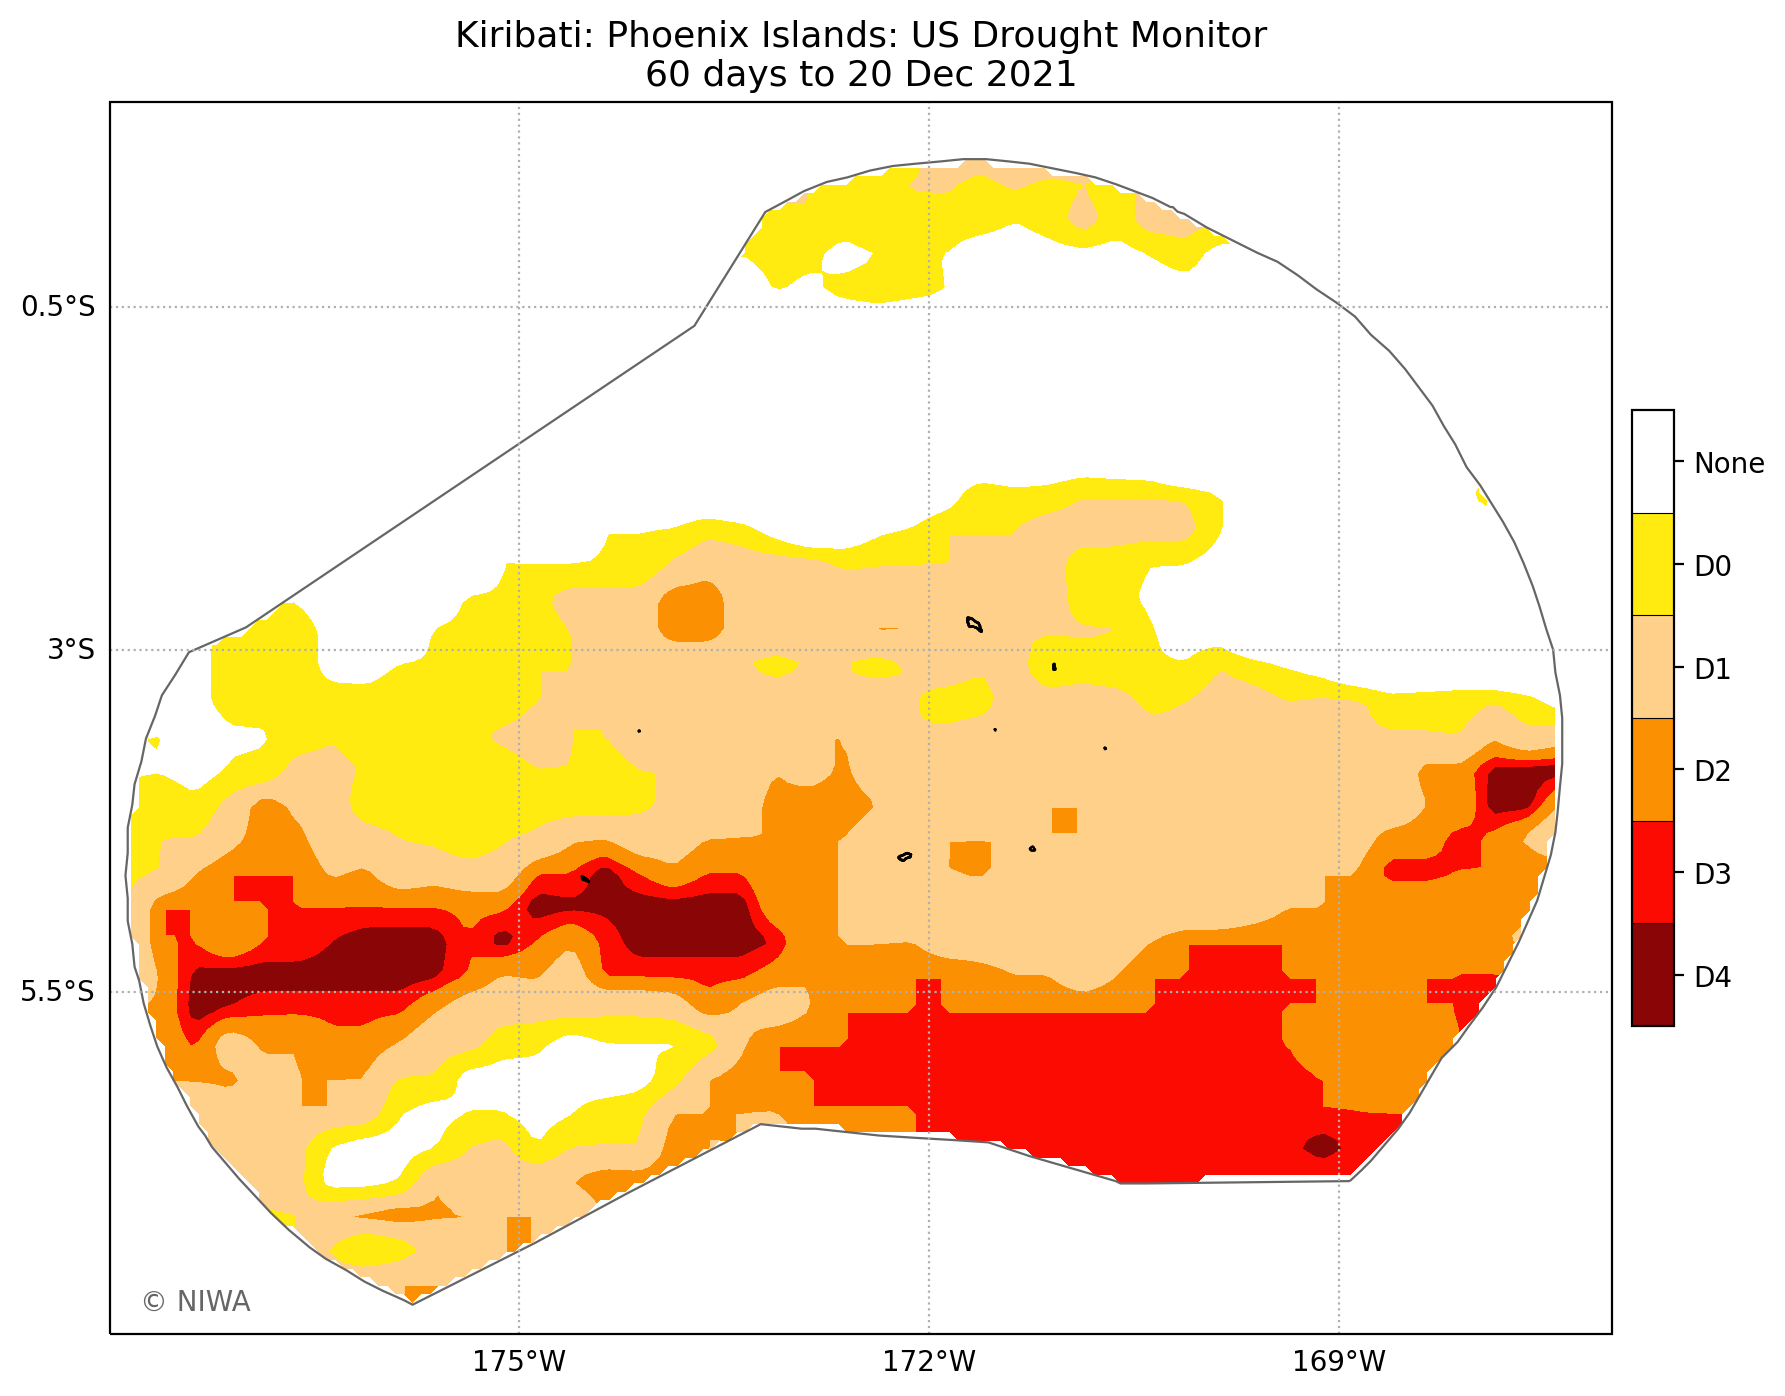 Kiribati: Phoenix Islands: US Drought Monitor
60 days to 20 Dec 2021
0.5°S
3°S
5.5°S
175°W
172°W
169°W
None
D0
D1
D2
D3
D4
© NIWA